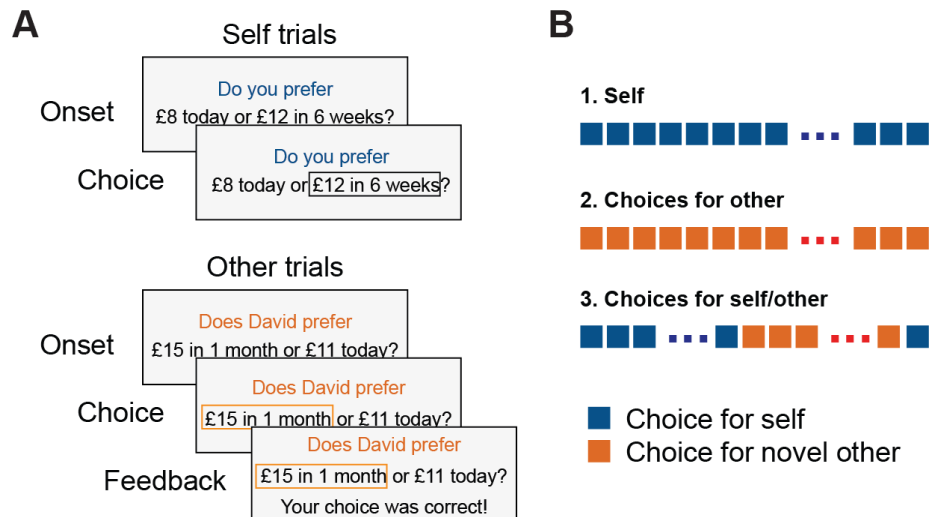 A
Self trials
Onset
Do you prefer
£8 today or £12 in 6 weeks?
Choice
Do you prefer
£8 today or £12 in 6 weeks?
Other trials
Onset
Does David prefer
£15 in 1 month or £11 today?
Choice
Does David prefer
£15 in 1 month or £11 today?
Feedback
Does David prefer
£15 in 1 month or £11 today?
Your choice was correct!
B
1. Self
2. Choices for other
3. Choices for self/other
Choice for self
Choice for novel other